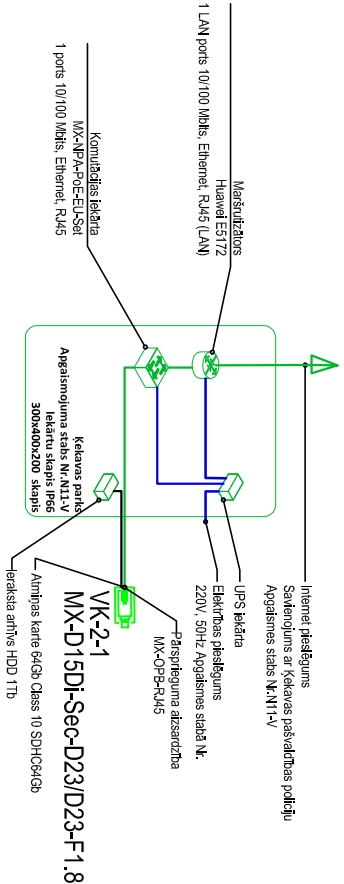 Maršrutizātors
Huawei E5172
1 LAN ports 10/100 Mbits, Ethernet, RJ45 (LAN)
Komutācijas iekārta
MX-NPA-PoE-EU-Set
1 ports 10/100 Mbits, Ethernet, RJ45
Internet pieslēgums
Savienojums ar Ķekavas pašvaldības policiju
Apgaismes stabs Nr.N11-V
UPS iekārta
Elektrības pieslēgums
220V, 50Hz Apgaismes stabā Nr.
Pārsprieguma aizsardzība
MX-OPB-RJ45
Ķekavas parks
Apgaismojuma stabs Nr.N11-V
Iekārtu skapis IP66
300x400x200 skapis
VK-2-1
MX-D15Di-Sec-D23/D23-F1.8
Atmiņas karte 64Gb Class 10 SDHC64Gb
Ieraksta arhīvs HDD 1Tb